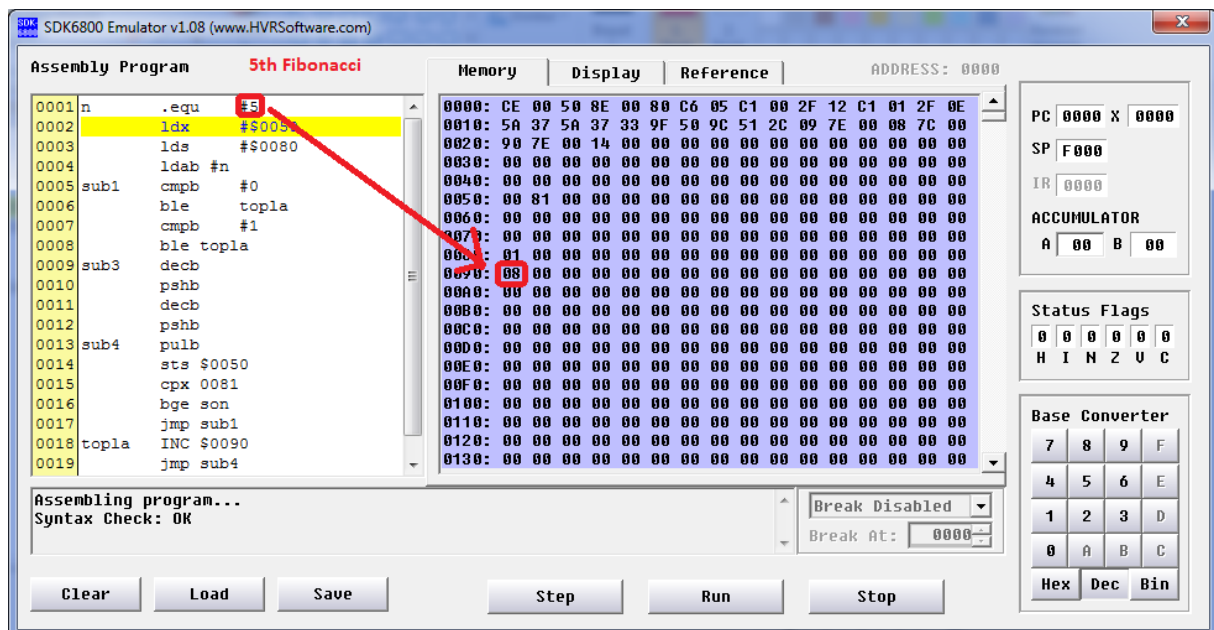 SDK6800 Emulator v1.08 (www.HVRSoftware.com)
Assembly Program 5th Fibonacci
Memory Display Reference ADDRESS: 0000
0001 n .equ #5
0002 ldx #$0050
0003 lds #$0080
0004 ldab #n
0005 sub1 cmpb #0
0006 ble topla
0007 cmpb #1
0008 ble topla
0009 sub3 decb
0010 pshb
0011 decb
0012 pshb
0013 sub4 pulb
0014 sts $0050
0015 cpx 0081
0016 bge son
0017 jmp sub1
0018 topla INC $0090
0019 jmp sub4
0000: CE 00 50 8E 00 80 C6 05 C1 00 2F 12 C1 01 2F 0E
0010: 5A 37 5A 37 33 9F 50 9C 51 2C 09 7E 00 08 7C 00
0020: 90 7E 00 14 00 00 00 00 00 00 00 00 00 00 00 00
0030: 00 00 00 00 00 00 00 00 00 00 00 00 00 00 00 00
0040: 00 00 00 00 00 00 00 00 00 00 00 00 00 00 00 00
0050: 00 81 00 00 00 00 00 00 00 00 00 00 00 00 00 00
0060: 00 00 00 00 00 00 00 00 00 00 00 00 00 00 00 00
0070: 00 00 00 00 00 00 00 00 00 00 00 00 00 00 00 00
0080: 01 00 00 00 00 00 00 00 00 00 00 00 00 00 00 00
0090: 08 00 00 00 00 00 00 00 00 00 00 00 00 00 00 00
00A0: 00 00 00 00 00 00 00 00 00 00 00 00 00 00 00 00
00B0: 00 00 00 00 00 00 00 00 00 00 00 00 00 00 00 00
00C0: 00 00 00 00 00 00 00 00 00 00 00 00 00 00 00 00
00D0: 00 00 00 00 00 00 00 00 00 00 00 00 00 00 00 00
00E0: 00 00 00 00 00 00 00 00 00 00 00 00 00 00 00 00
00F0: 00 00 00 00 00 00 00 00 00 00 00 00 00 00 00 00
0100: 00 00 00 00 00 00 00 00 00 00 00 00 00 00 00 00
0110: 00 00 00 00 00 00 00 00 00 00 00 00 00 00 00 00
0120: 00 00 00 00 00 00 00 00 00 00 00 00 00 00 00 00
0130: 00 00 00 00 00 00 00 00 00 00 00 00 00 00 00 00
PC 0000 X 0000
SP F000
IR 0000
ACCUMULATOR
A 00 B 00
Status Flags
0 0 0 0 0 0
H I N Z V C
Base Converter
7 8 9 F
4 5 6 E
1 2 3 D
0 A B C
Hex Dec Bin
Assembling program...
Syntax Check: OK
Break Disabled
Break At: 0000
Clear Load Save Step Run Stop